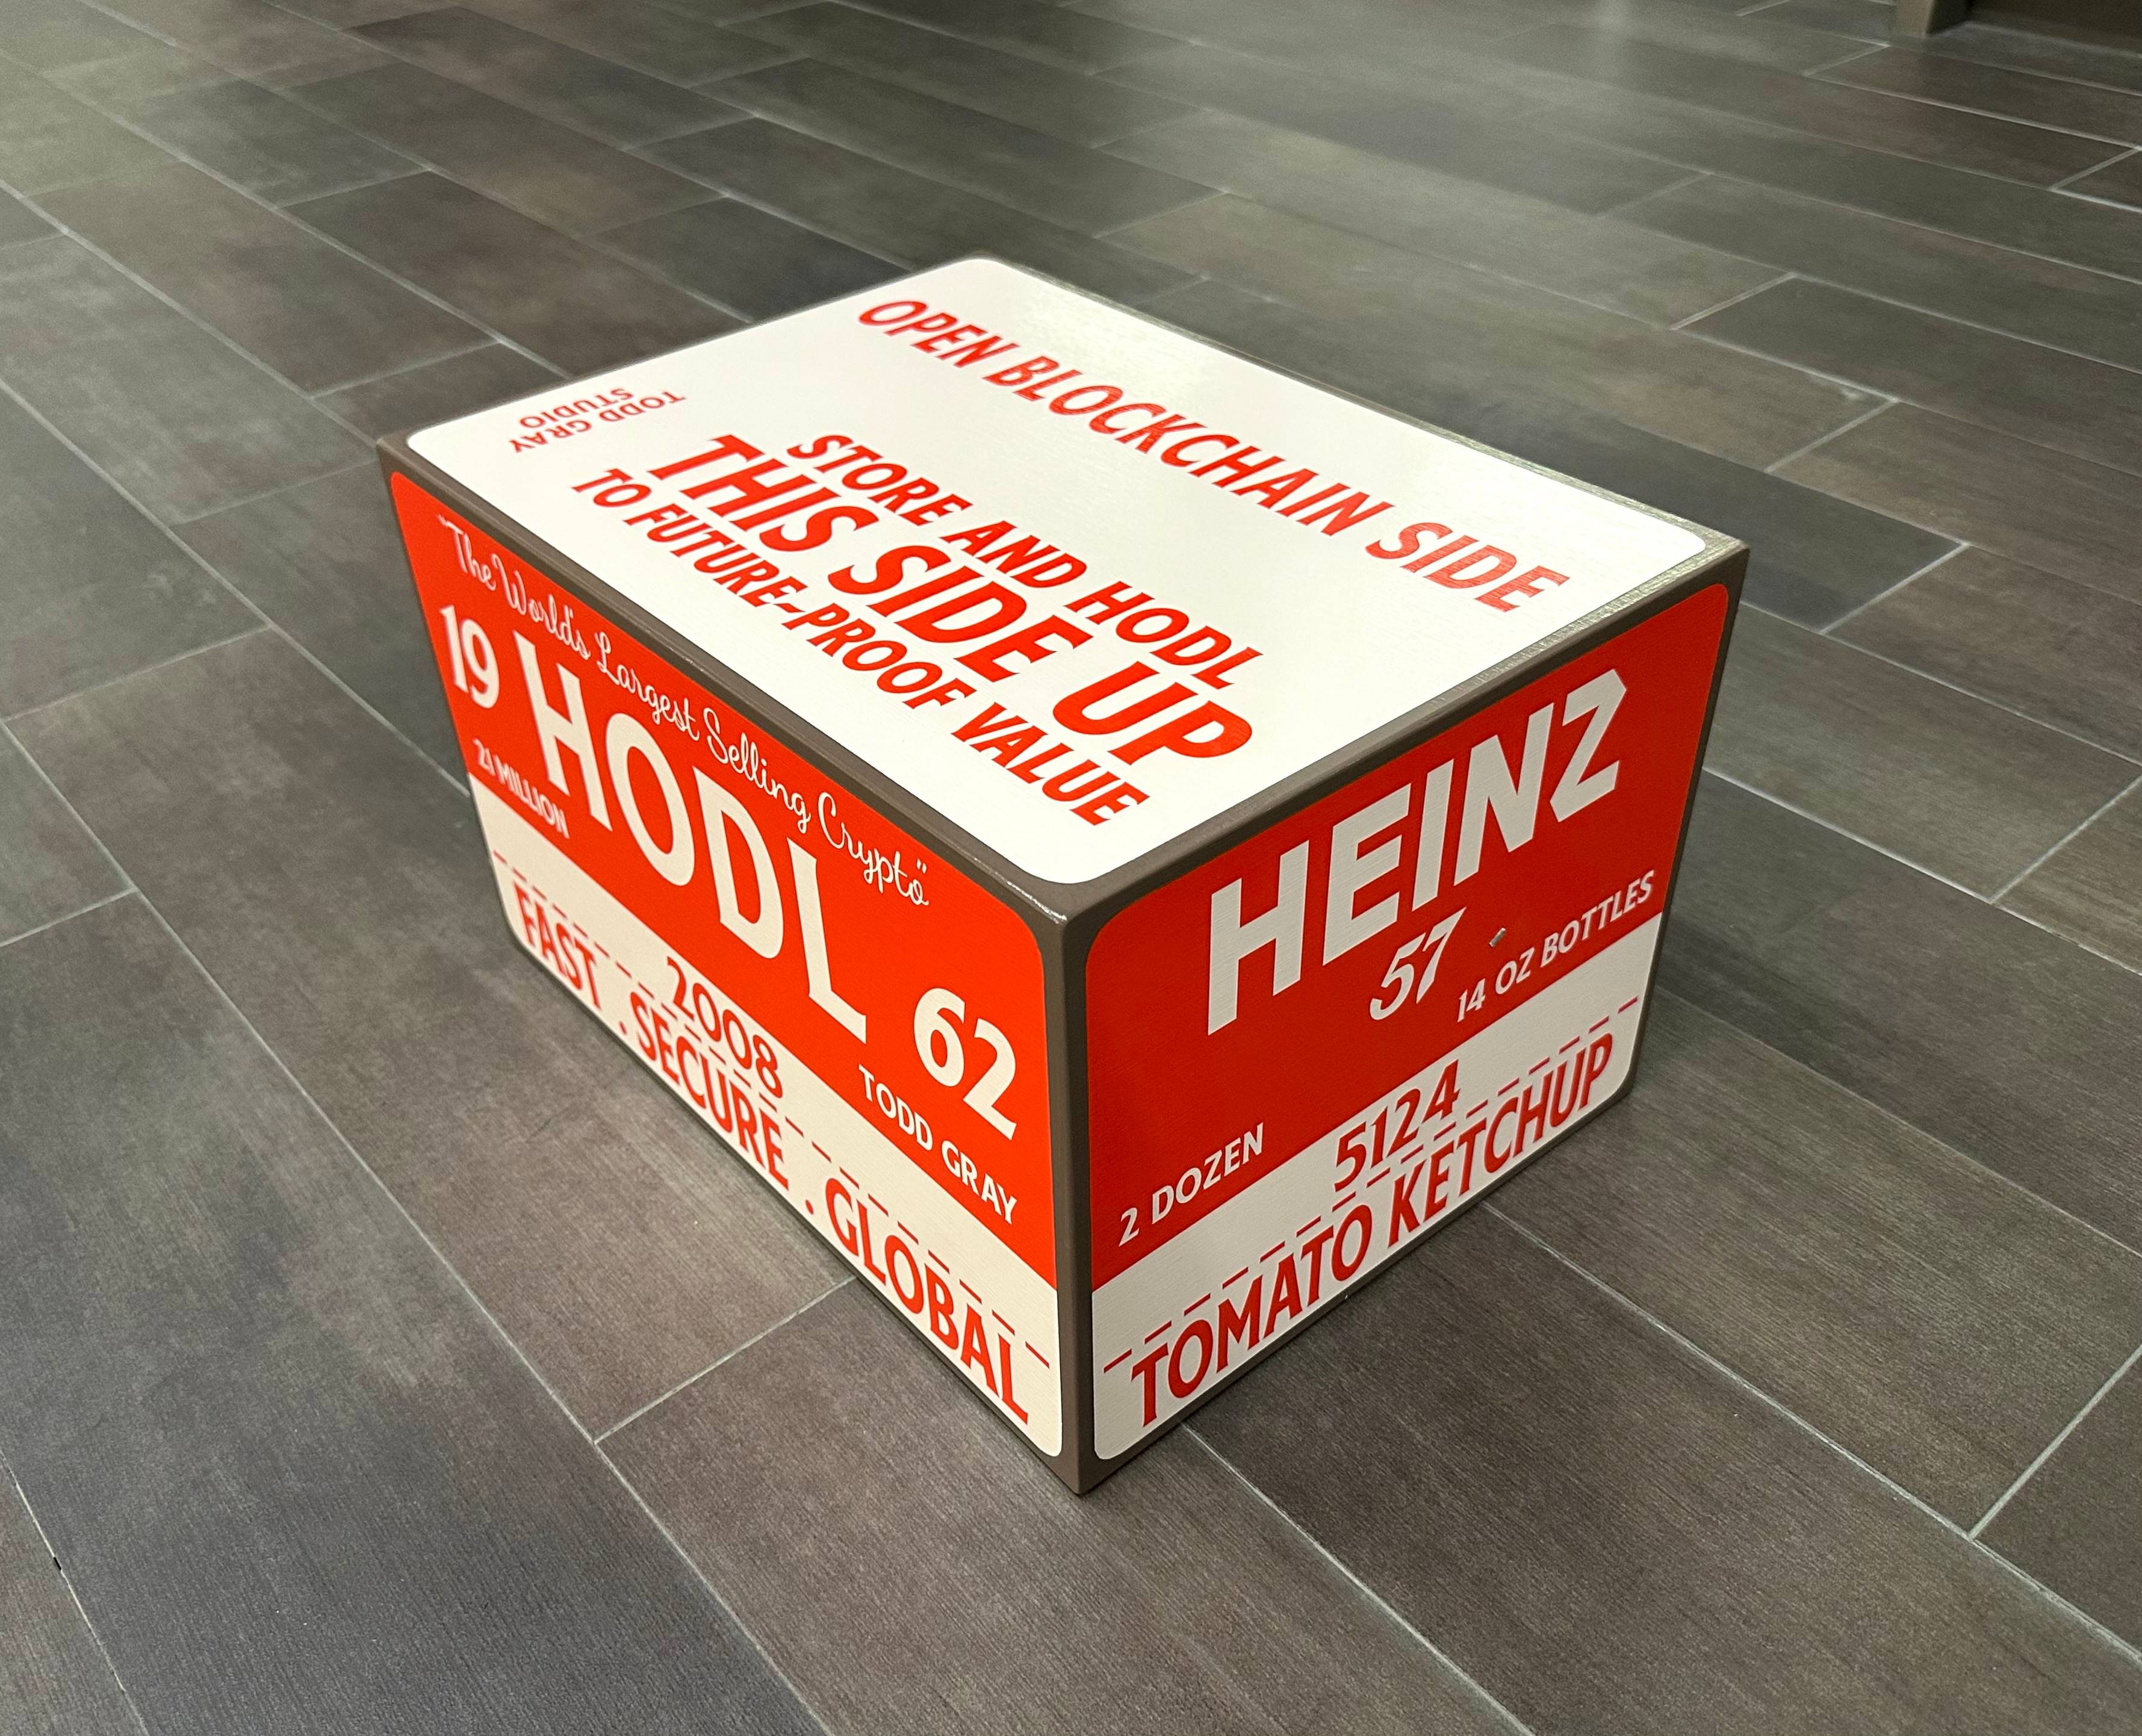 OPEN BLOCKCHAIN SIDE
STORE AND HODL
THIS SIDE UP
TO FUTURE-PROOF VALUE
TODD GRAY
STUDIO
"The World's Largest Selling Crypto"
19 HODL 62
21 MILLION
TODD GRAY
2008
FAST . SECURE . GLOBAL
HEINZ
57
2 DOZEN
14 OZ BOTTLES
5124
TOMATO KETCHUP